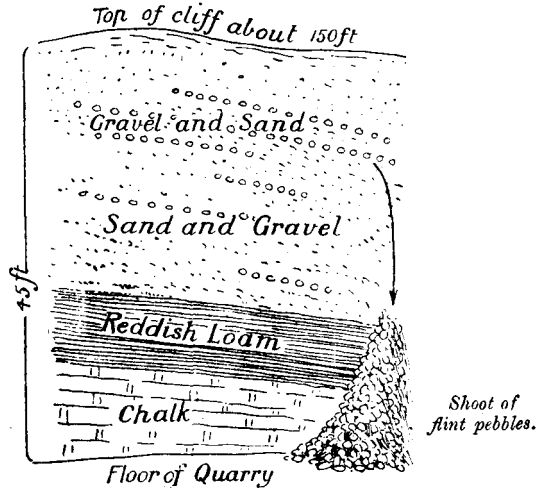 Top of cliff about 150ft
Gravel and Sand
Sand and Gravel
45ft
Reddish Loam
Chalk
Shoot of
flint pebbles.
Floor of Quarry